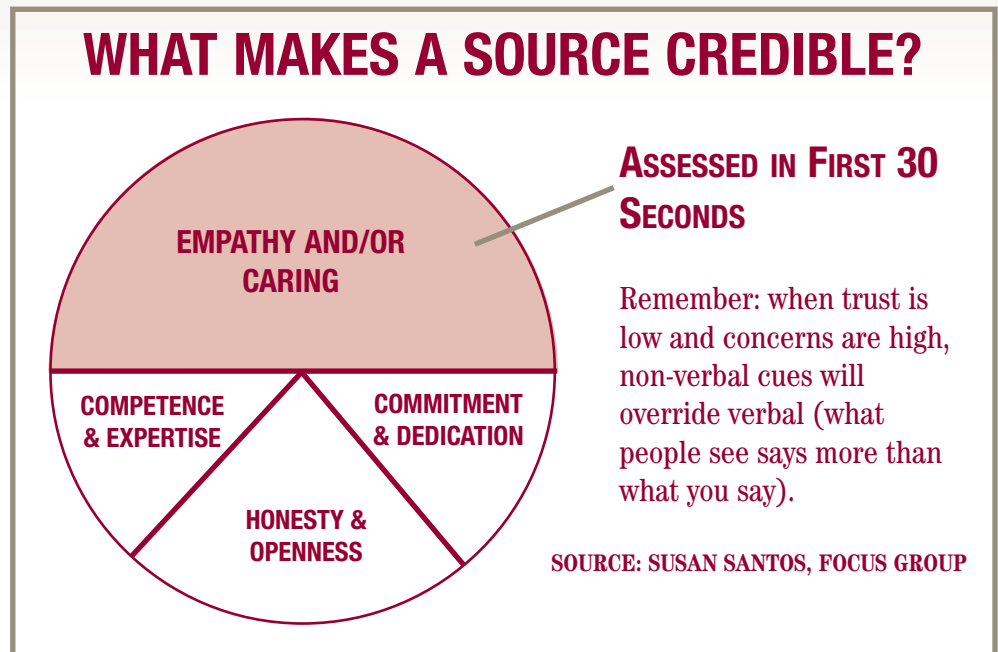 WHAT MAKES A SOURCE CREDIBLE?
EMPATHY AND/OR
CARING
COMPETENCE
& EXPERTISE
HONESTY &
OPENNESS
COMMITMENT
& DEDICATION
ASSESSED IN FIRST 30
SECONDS
Remember: when trust is
low and concerns are high,
non-verbal cues will
override verbal (what
people see says more than
what you say).
SOURCE: SUSAN SANTOS, FOCUS GROUP